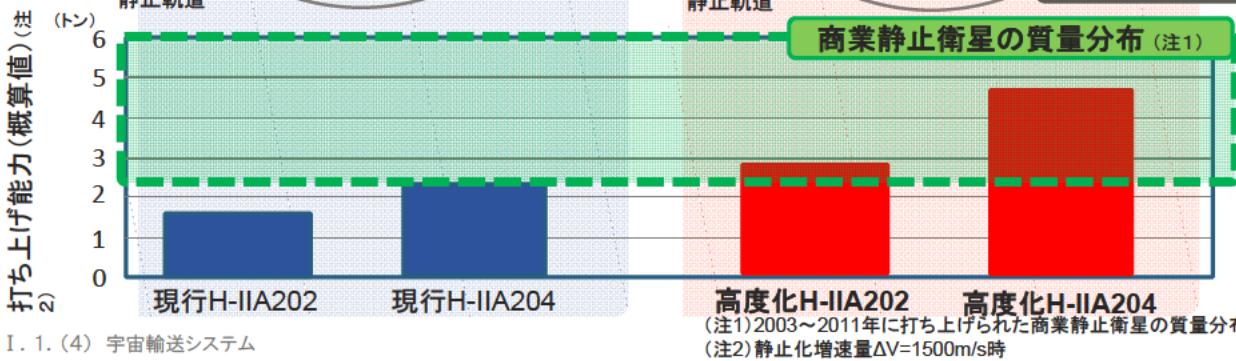 静止軌道
静止軌道
打ち上げ能力(概算値)(注2)
(トン)
商業静止衛星の質量分布(注1)
6
5
4
3
2
1
0
現行H-IIA202
現行H-IIA204
高度化H-IIA202
高度化H-IIA204
(注1)2003～2011年に打ち上げられた商業静止衛星の質量分布
(注2)静止化増速量ΔV=1500m/s時
Ⅰ. 1. (4) 宇宙輸送システム